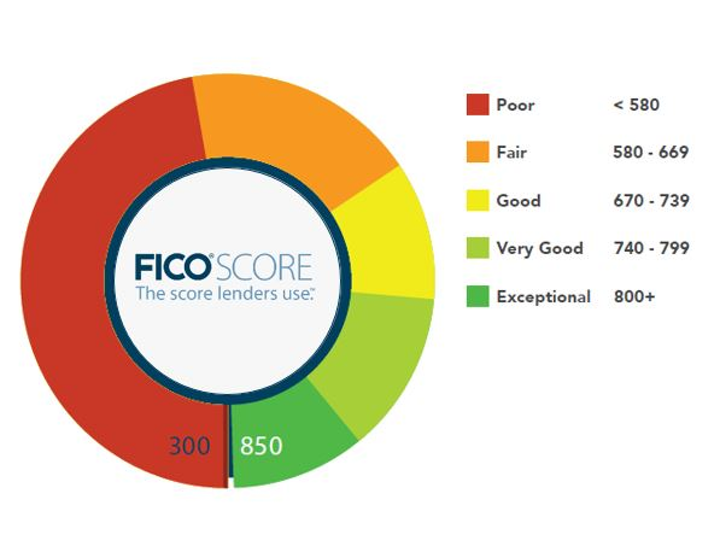 Poor < 580
Fair 580 - 669
Good 670 - 739
Very Good 740 - 799
Exceptional 800+
FICO® SCORE
The score lenders use.™
300 850